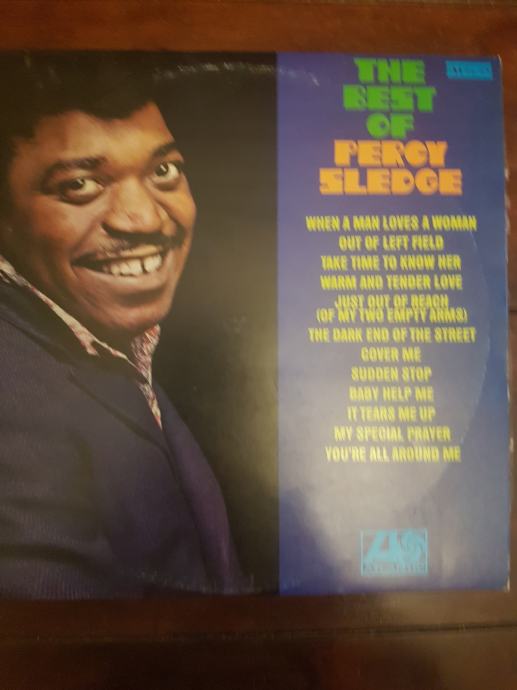 THE
BEST
OF
PERCY
SLEDGE
WHEN A MAN LOVES A WOMAN
OUT OF LEFT FIELD
TAKE TIME TO KNOW HER
WARM AND TENDER LOVE
JUST OUT OF REACH
(OF MY TWO EMPTY ARMS)
THE DARK END OF THE STREET
COVER ME
SUDDEN STOP
BABY HELP ME
IT TEARS ME UP
MY SPECIAL PRAYER
YOU'RE ALL AROUND ME
ATLANTIC